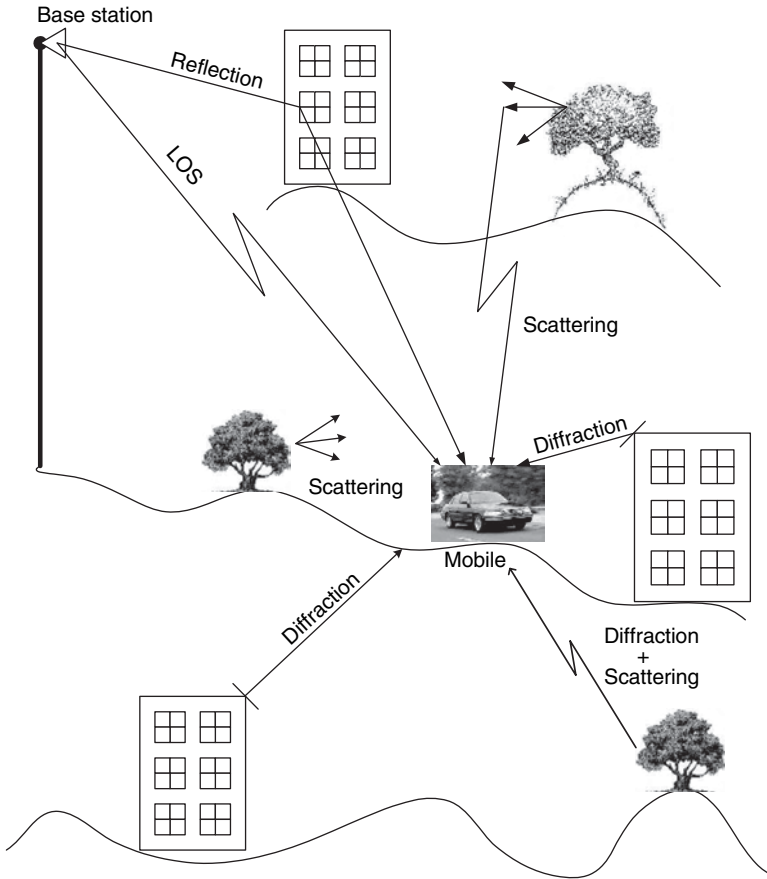 Base station
Reflection
LOS
Scattering
Diffraction
Scattering
Mobile
Diffraction
Diffraction
+
Scattering